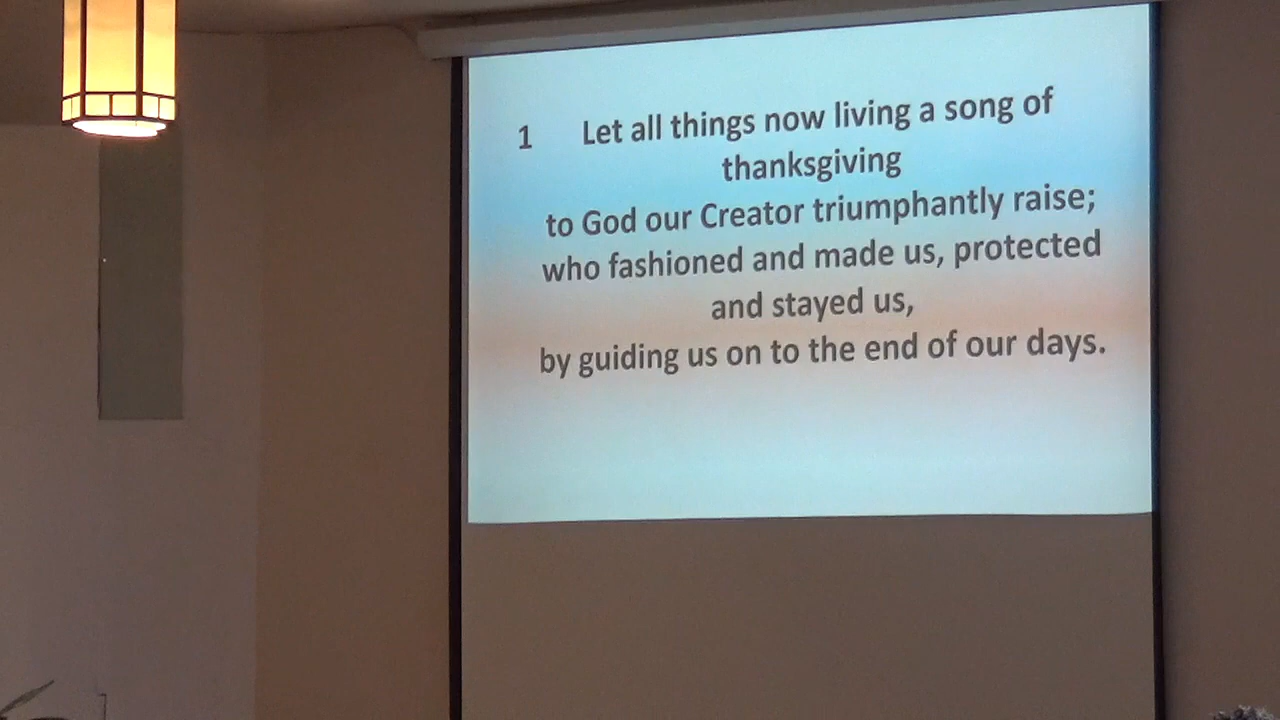 1 Let all things now living a song of
thanksgiving
to God our Creator triumphantly raise;
who fashioned and made us, protected
and stayed us,
by guiding us on to the end of our days.